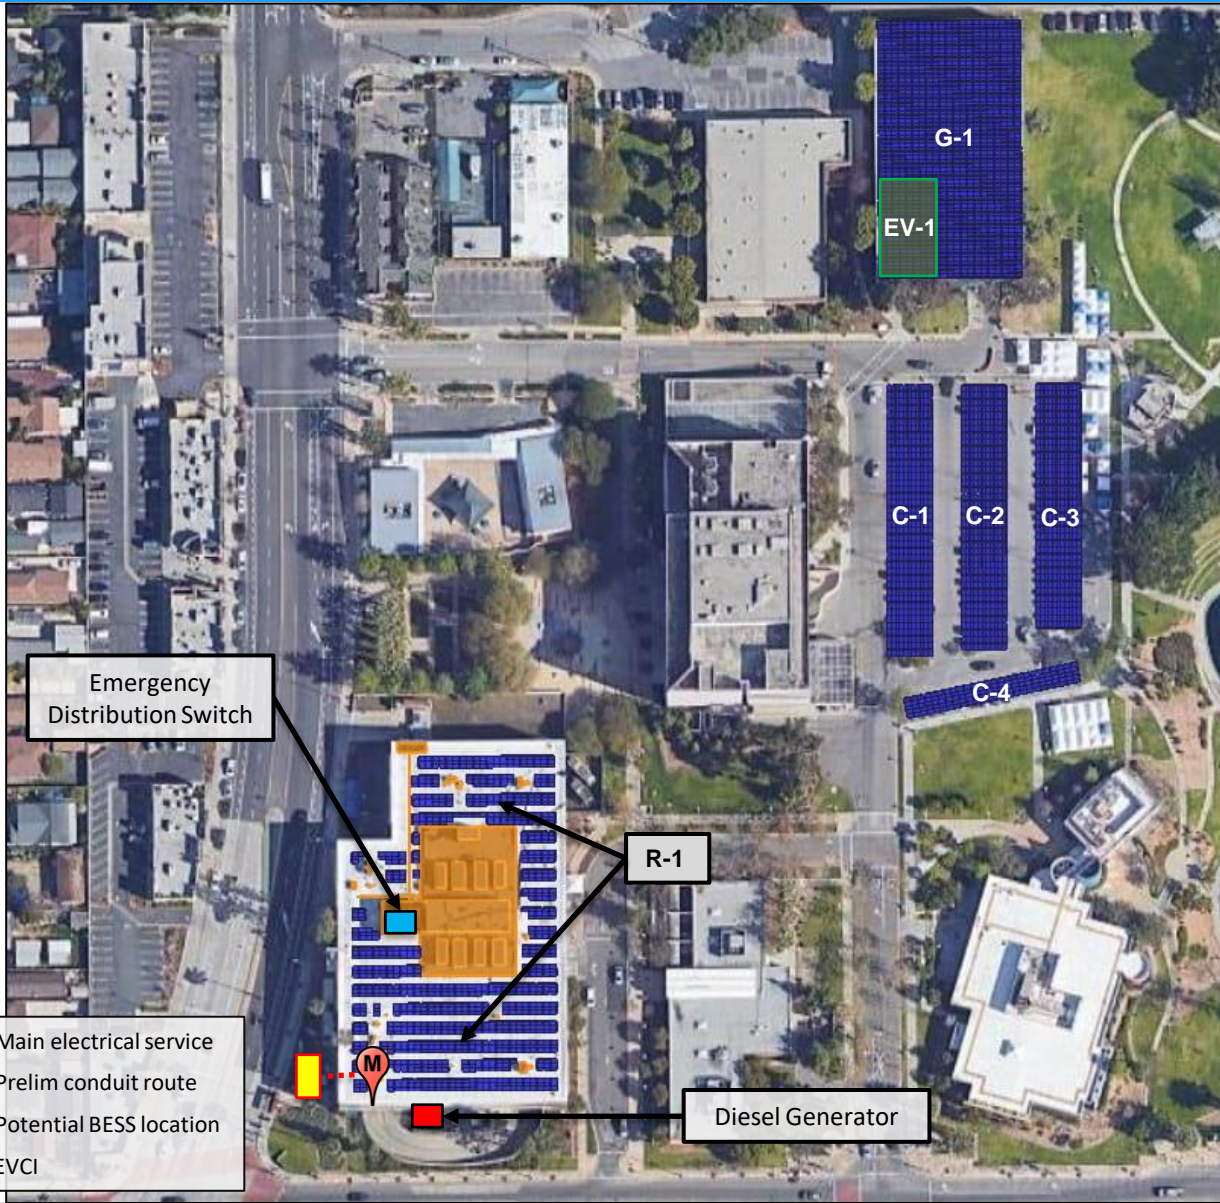 G-1
EV-1
C-1
C-2
C-3
C-4
Emergency
Distribution Switch
R-1
M
Main electrical service
Prelim conduit route
Potential BESS location
EVCI
Diesel Generator